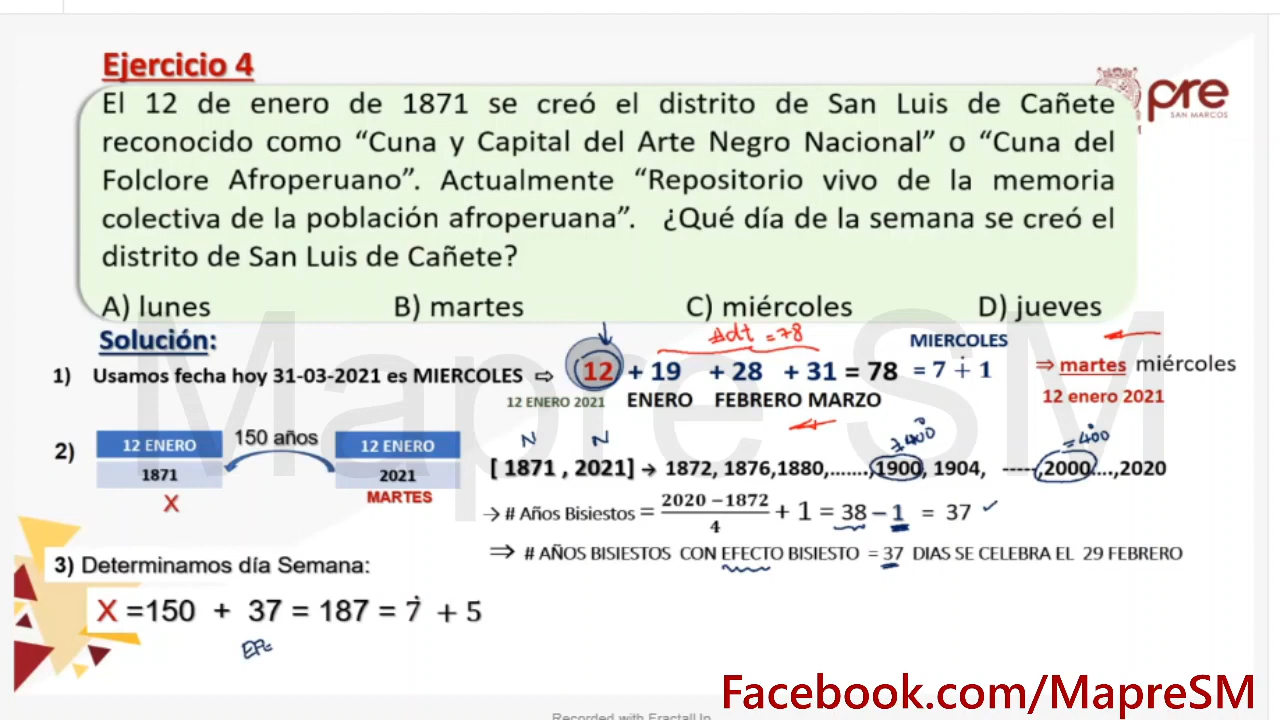 Ejercicio 4
El 12 de enero de 1871 se creó el distrito de San Luis de Cañete
reconocido como “Cuna y Capital del Arte Negro Nacional” o “Cuna del
Folclore Afroperuano”. Actualmente “Repositorio vivo de la memoria
colectiva de la población afroperuana”. ¿Qué día de la semana se creó el
distrito de San Luis de Cañete?
A) lunes B) martes C) miércoles D) jueves
pre
SAN MARCOS
Mapre SM
Solución:
Adt = 78
MIERCOLES
1) Usamos fecha hoy 31-03-2021 es MIERCOLES ⇨ 12 + 19 + 28 + 31 = 78 = 7̇ + 1 ⇒ martes miércoles
12 ENERO 2021 ENERO FEBRERO MARZO 12 enero 2021
2) 12 ENERO 150 años 12 ENERO
1871 2021
X MARTES
N N ≠400̇ =400̇
[ 1871 , 2021] → 1872, 1876,1880,.......,1900, 1904, -----,2000....,2020
→ # Años Bisiestos = (2020 − 1872)/4 + 1 = 38 − 1 = 37 ✓
⇒ # AÑOS BISIESTOS CON EFECTO BISIESTO = 37 DIAS SE CELEBRA EL 29 FEBRERO
3) Determinamos día Semana:
X =150 + 37 = 187 = 7̇ + 5
Facebook.com/MapreSM
Recorded with FractalUp